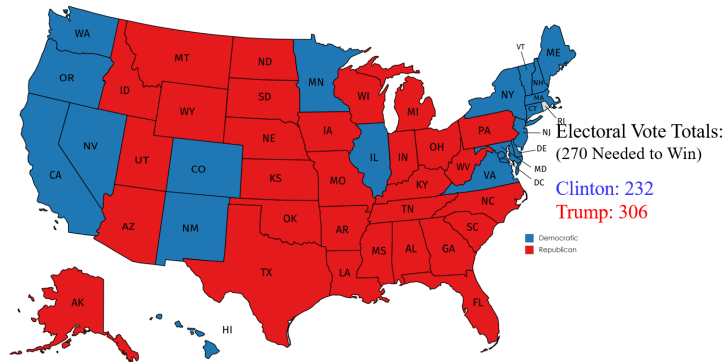 WA
OR
CA
NV
ID
MT
WY
UT
AZ
CO
NM
ND
SD
NE
KS
OK
TX
MN
IA
MO
AR
LA
WI
IL
MI
IN
OH
KY
TN
MS
AL
GA
FL
SC
NC
VA
WV
PA
NY
VT
NH
ME
MA
CT
RI
NJ
DE
MD
DC
AK
HI
Electoral Vote Totals:
(270 Needed to Win)
Clinton: 232
Trump: 306
Democratic
Republican